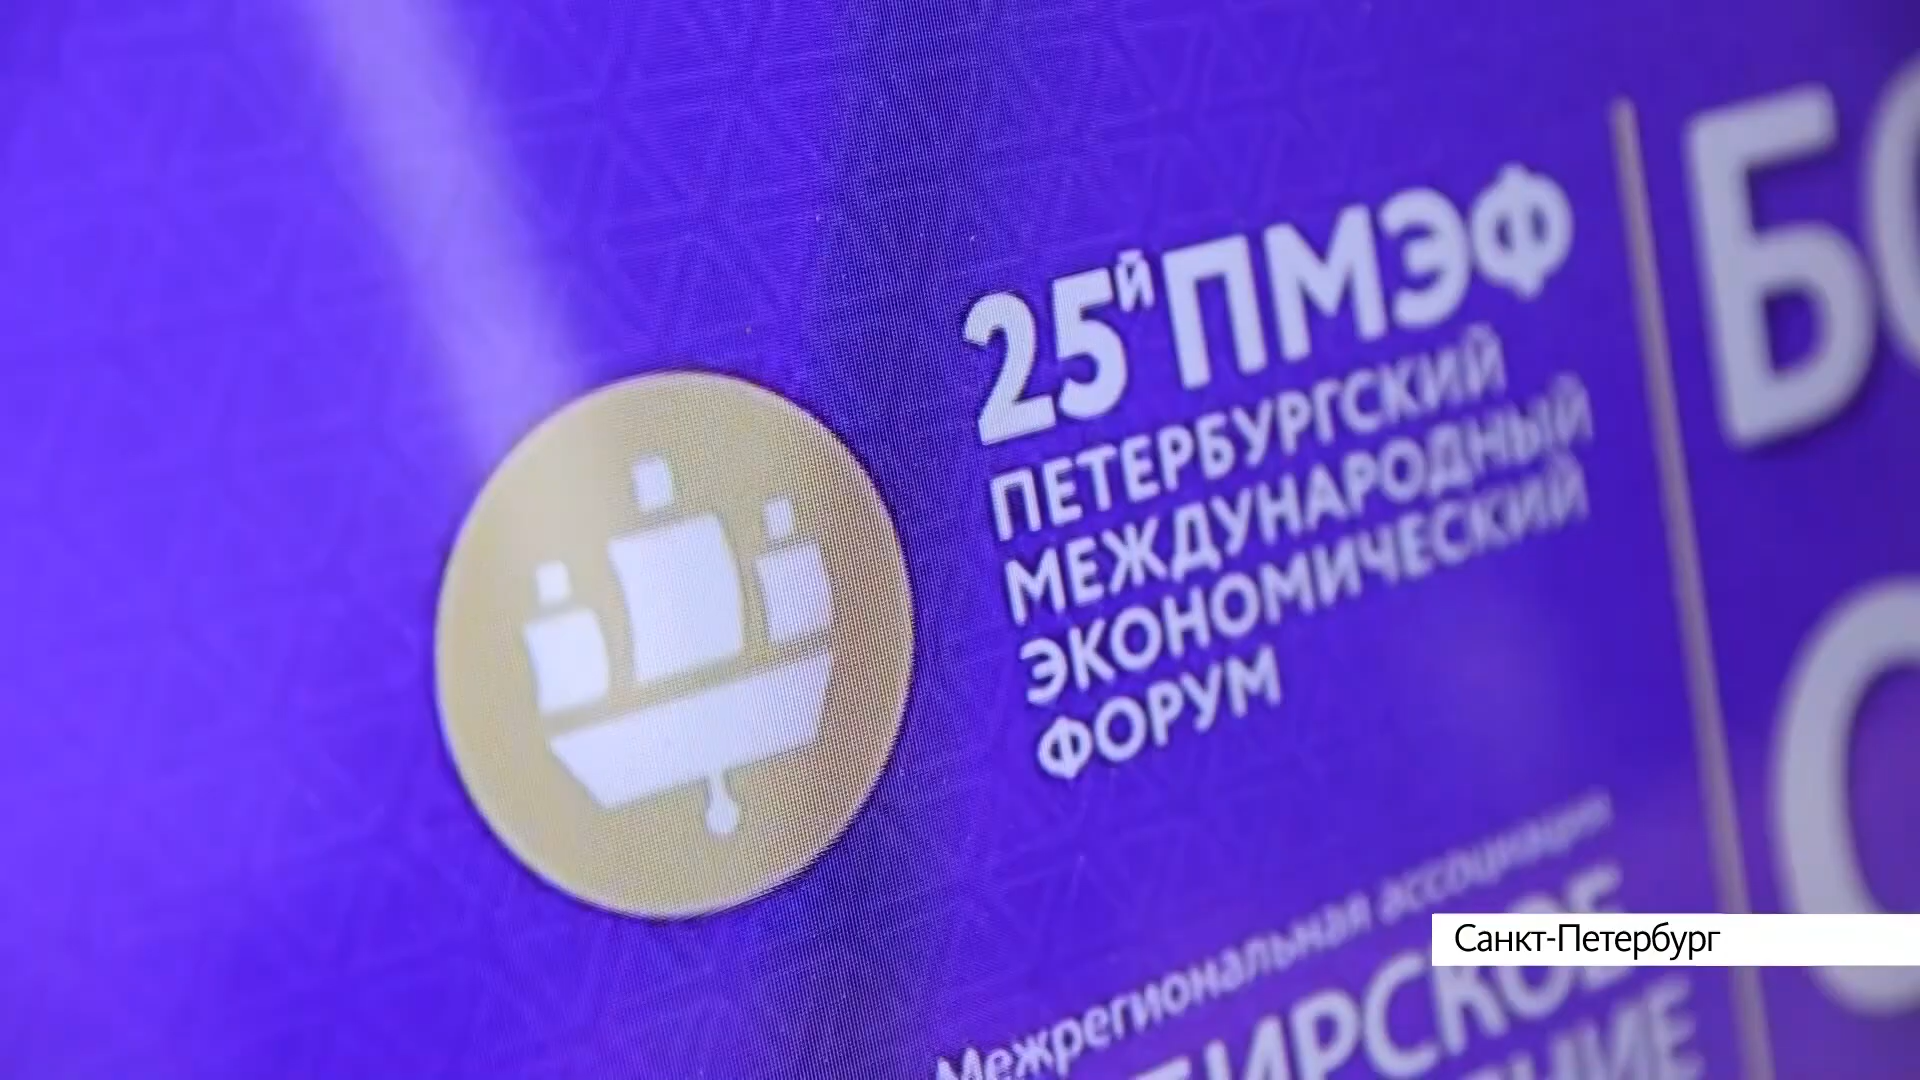 25й ПМЭФ
ПЕТЕРБУРГСКИЙ
МЕЖДУНАРОДНЫЙ
ЭКОНОМИЧЕСКИЙ
ФОРУМ
Межрегиональная ассоциация
Санкт-Петербург